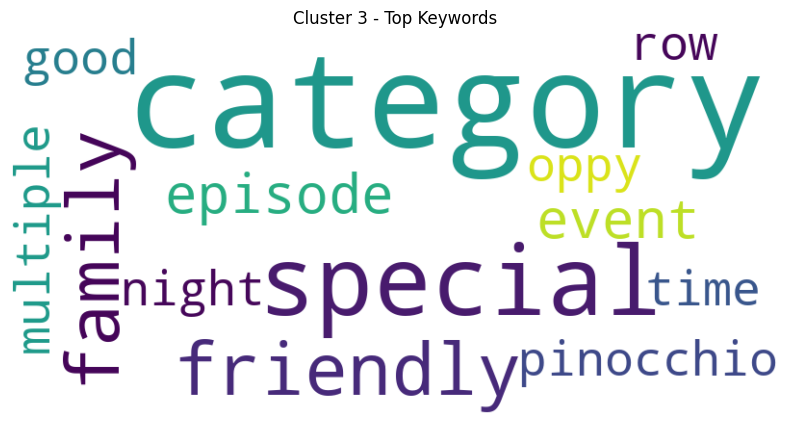 Cluster 3 - Top Keywords
good
row
category
multiple
family
oppy
episode
event
night
special
time
friendly
pinocchio